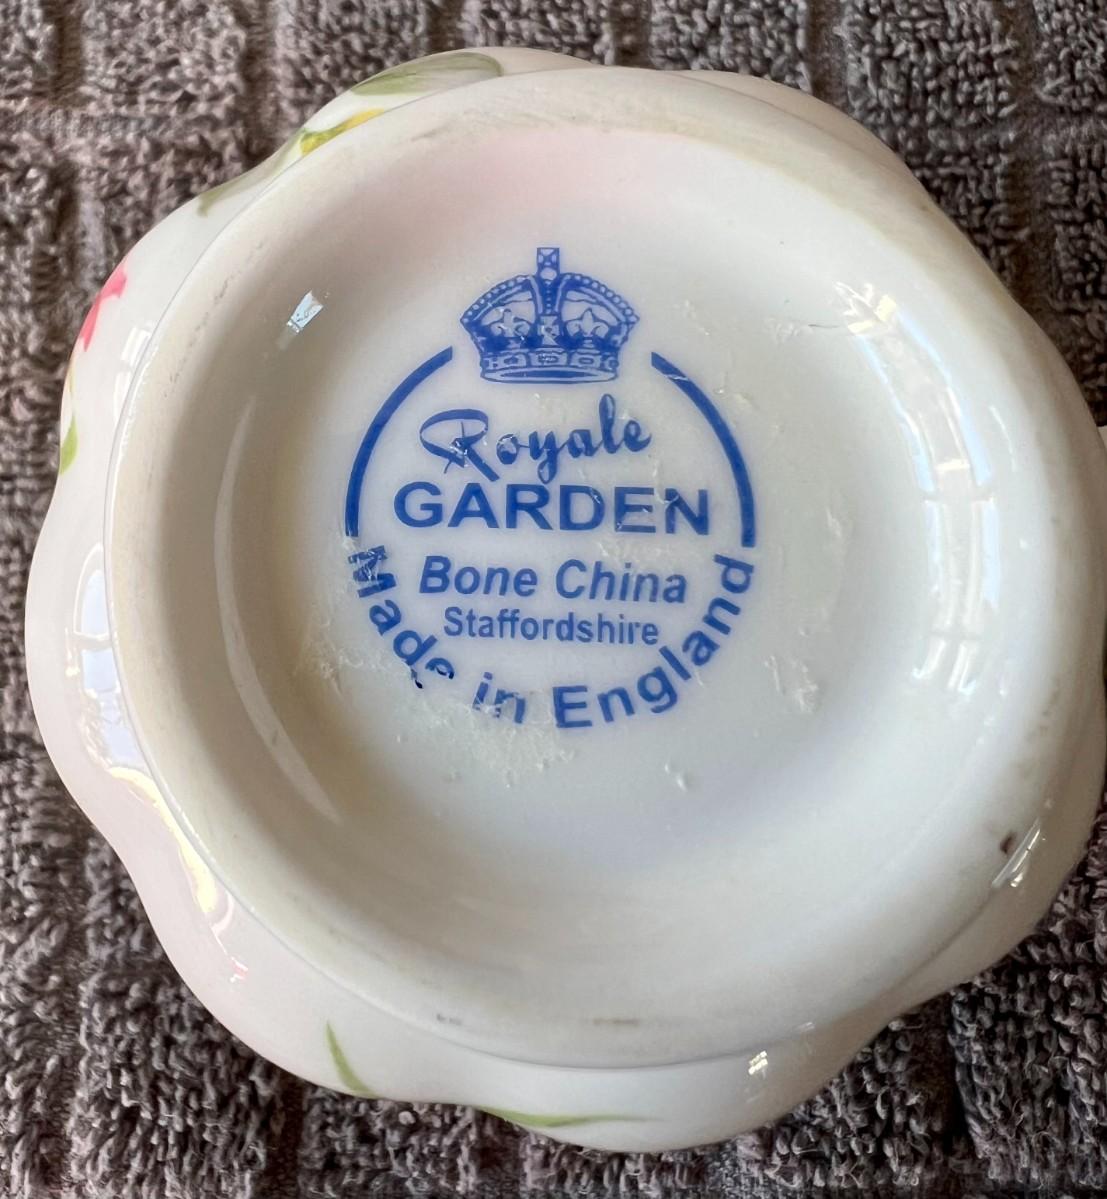 Royale
GARDEN
Bone China
Staffordshire
Made in England